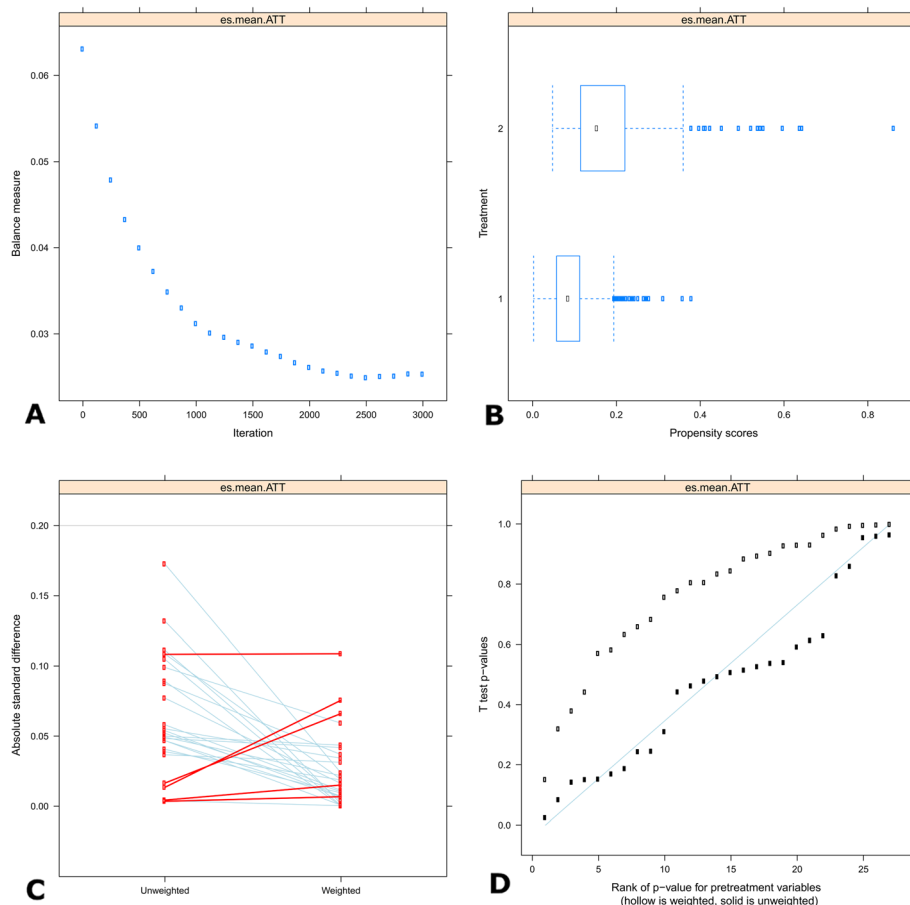 es.mean.ATT
0.06
0.05
0.04
0.03
Balance measure
0
500
1000
1500
2000
2500
3000
Iteration
A
es.mean.ATT
2
1
Treatment
0.0
0.2
0.4
0.6
0.8
Propensity scores
B
es.mean.ATT
0.20
0.15
0.10
0.05
0.00
Absolute standard difference
Unweighted
Weighted
C
es.mean.ATT
1.0
0.8
0.6
0.4
0.2
0.0
T test p−values
0
5
10
15
20
25
Rank of p−value for pretreatment variables
(hollow is weighted, solid is unweighted)
D